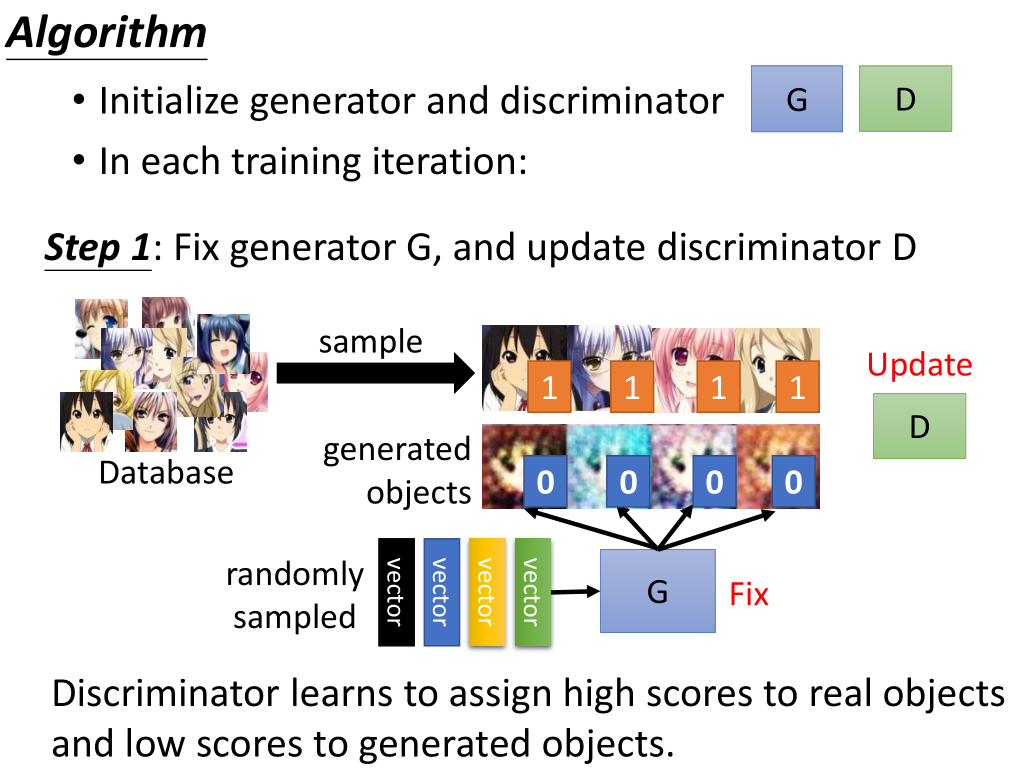 Algorithm
• Initialize generator and discriminator G D
• In each training iteration:
Step 1: Fix generator G, and update discriminator D
sample
1 1 1 1
Update
D
Database
generated
objects
0 0 0 0
randomly
sampled
vector vector vector vector
G
Fix
Discriminator learns to assign high scores to real objects
and low scores to generated objects.